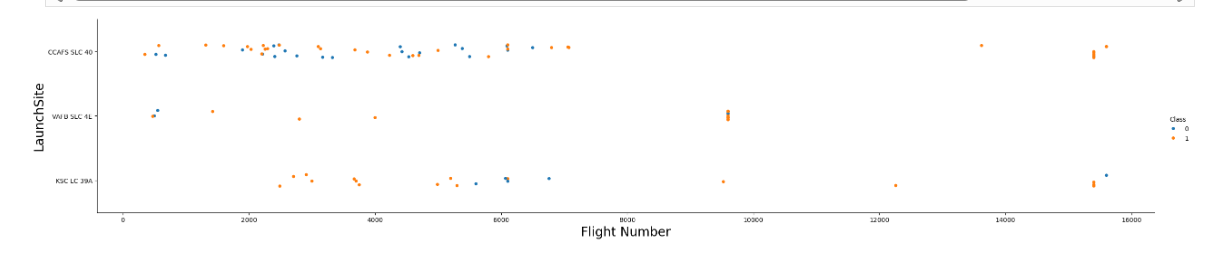 LaunchSite
CCAFS SLC 40
VAFB SLC 4E
KSC LC 39A
0 2000 4000 6000 8000 10000 12000 14000 16000
Flight Number
Class
0
1